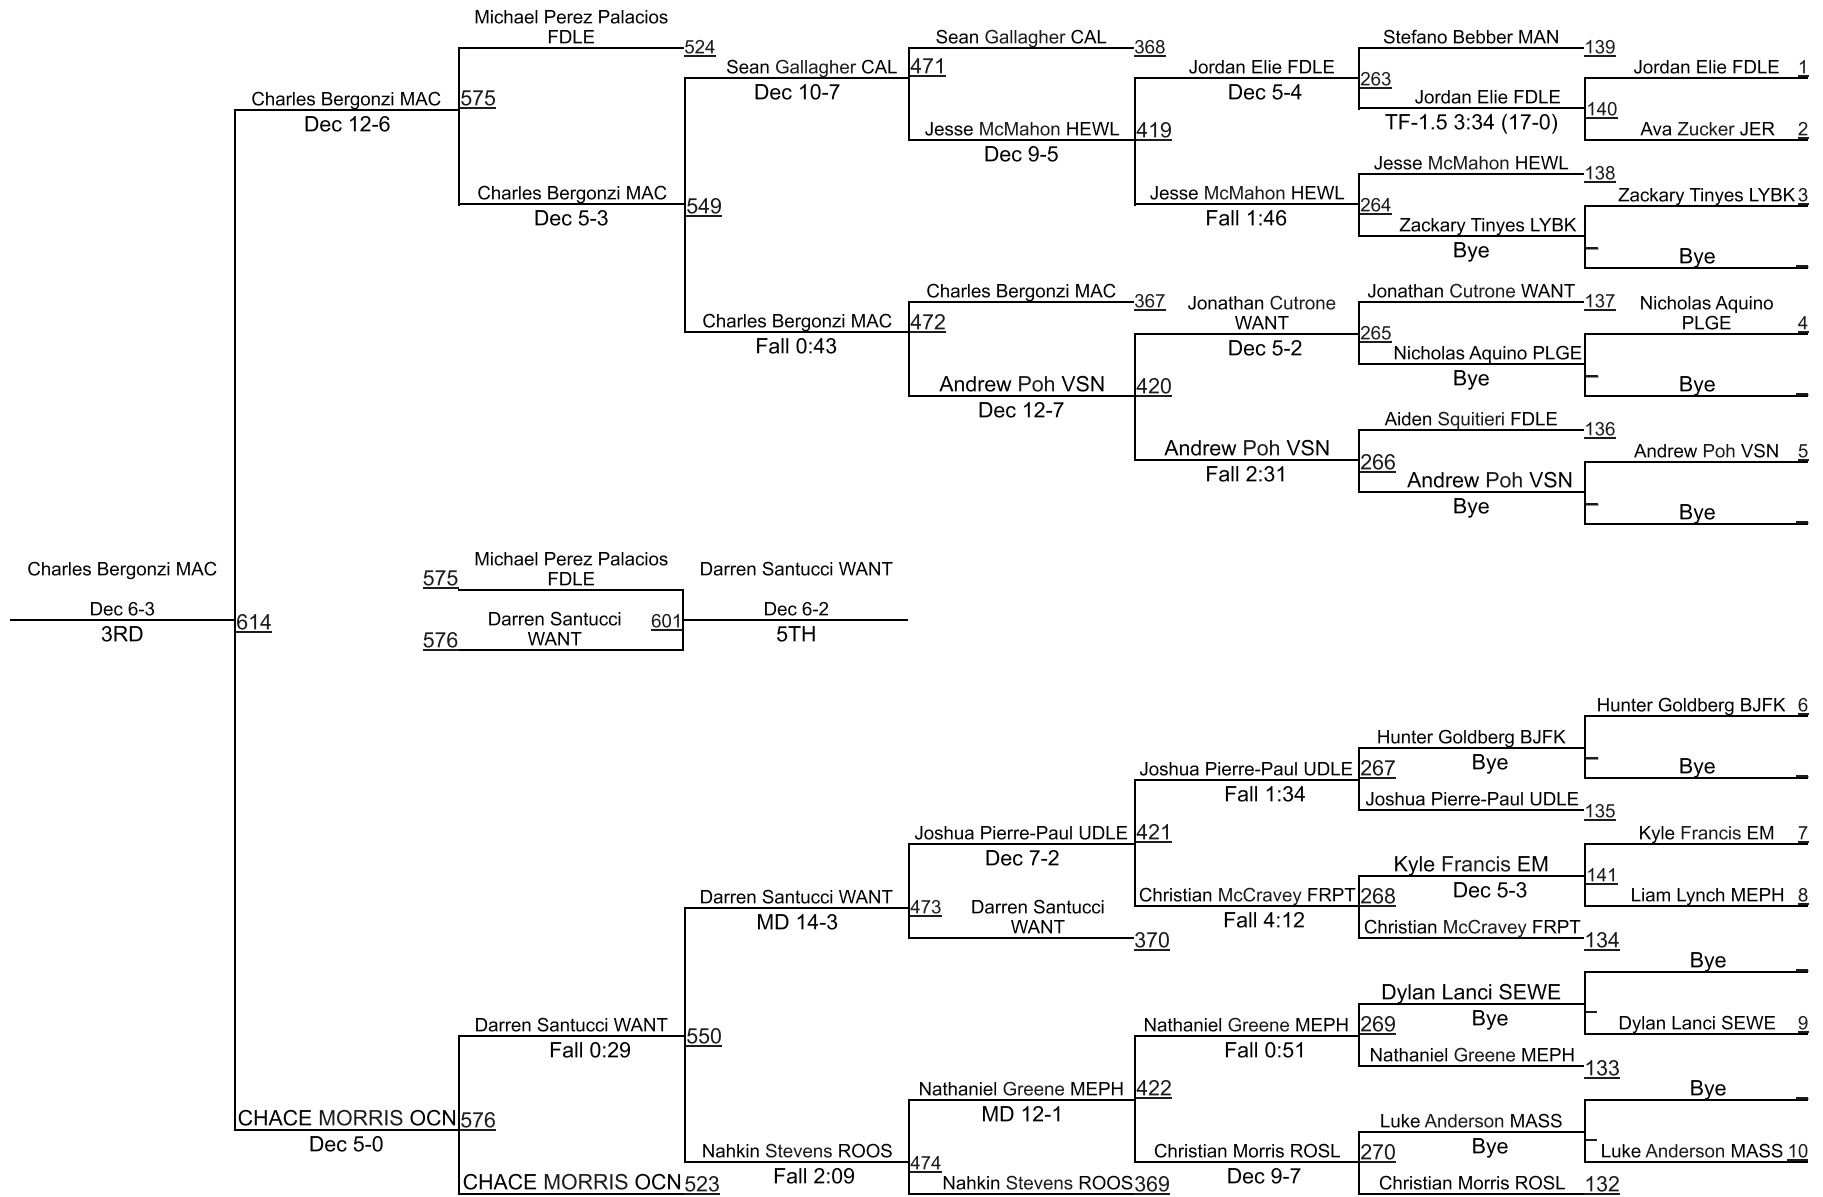 Michael Perez Palacios
FDLE
524
Sean Gallagher CAL
368
Stefano Bebber MAN
139
Sean Gallagher CAL
471
Dec 10-7
Jordan Elie FDLE
Dec 5-4
263
Jordan Elie FDLE 1
Charles Bergonzi MAC
575
Dec 12-6
Jordan Elie FDLE
140
TF-1.5 3:34 (17-0)
Jesse McMahon HEWL
419
Dec 9-5
Ava Zucker JER 2
Jesse McMahon HEWL
138
Charles Bergonzi MAC
549
Dec 5-3
Jesse McMahon HEWL
264
Fall 1:46
Zackary Tinyes LYBK 3
Zackary Tinyes LYBK
Bye
Bye
Charles Bergonzi MAC
367
Jonathan Cutrone
WANT
Dec 5-2
Jonathan Cutrone WANT
137
Nicholas Aquino
PLGE 4
Charles Bergonzi MAC
472
Fall 0:43
265
Nicholas Aquino PLGE
Bye
Andrew Poh VSN
420
Dec 12-7
Bye
Aiden Squitieri FDLE
136
Andrew Poh VSN
266
Fall 2:31
Andrew Poh VSN 5
Andrew Poh VSN
Bye
Bye
Charles Bergonzi MAC
Dec 6-3
3RD
614
575
Michael Perez Palacios
FDLE
576
Darren Santucci
WANT
601
Darren Santucci WANT
Dec 6-2
5TH
Hunter Goldberg BJFK 6
Hunter Goldberg BJFK
Bye
Bye
Joshua Pierre-Paul UDLE
267
Fall 1:34
Joshua Pierre-Paul UDLE
135
Joshua Pierre-Paul UDLE
421
Dec 7-2
Kyle Francis EM 7
Kyle Francis EM
141
Dec 5-3
Darren Santucci WANT
473
MD 14-3
Darren Santucci
WANT
370
Christian McCravey FRPT
268
Fall 4:12
Liam Lynch MEPH 8
Christian McCravey FRPT
134
Bye
Dylan Lanci SEWE
Bye
Darren Santucci WANT
550
Fall 0:29
Nathaniel Greene MEPH
269
Fall 0:51
Dylan Lanci SEWE 9
Nathaniel Greene MEPH
133
Nathaniel Greene MEPH
422
MD 12-1
Bye
CHACE MORRIS OCN
576
Dec 5-0
Luke Anderson MASS
Bye
Nahkin Stevens ROOS
474
Fall 2:09
Christian Morris ROSL
270
Dec 9-7
Luke Anderson MASS 10
CHACE MORRIS OCN
523
Nahkin Stevens ROOS
369
Christian Morris ROSL
132